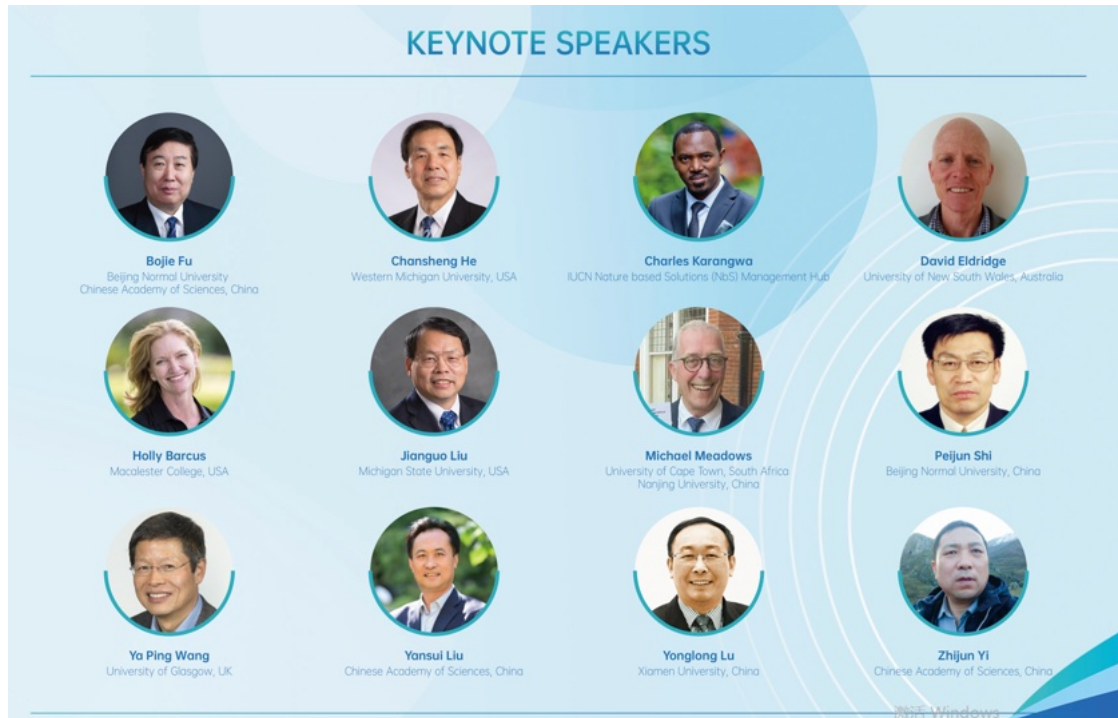 KEYNOTE SPEAKERS
Bojie Fu
Beijing Normal University
Chinese Academy of Sciences, China
Chansheng He
Western Michigan University, USA
Charles Karangwa
IUCN Nature based Solutions (NbS) Management Hub
David Eldridge
University of New South Wales, Australia
Holly Barcus
Macalester College, USA
Jianguo Liu
Michigan State University, USA
Michael Meadows
University of Cape Town, South Africa
Nanjing University, China
Peijun Shi
Beijing Normal University, China
Ya Ping Wang
University of Glasgow, UK
Yansui Liu
Chinese Academy of Sciences, China
Yonglong Lu
Xiamen University, China
Zhijun Yi
Chinese Academy of Sciences, China
激活 Windows